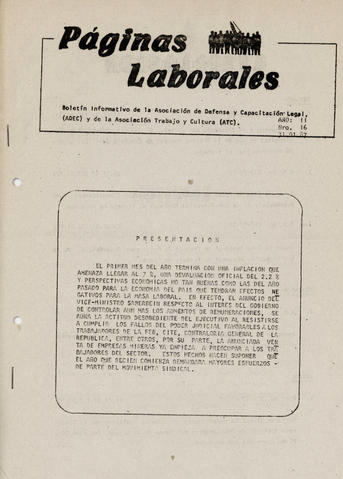 Páginas
Laborales
Boletín Informativo de la Asociación de Defensa y Capacitación Legal,
(ADEC) y de la Asociación Trabajo y Cultura (ATC).
AÑO: II
Nro. 16
31.01.87
PRESENTACION
EL PRIMER MES DEL AÑO TERMINA CON UNA INFLACION QUE
AMENAZA LLEGAR AL 7 %, UNA DEVALUACION OFICIAL DEL 2.2 %
Y PERSPECTIVAS ECONOMICAS NO TAN BUENAS COMO LAS DEL AÑO
PASADO PARA LA ECONOMIA DEL PAIS QUE TENDRAN EFECTOS NE
GATIVOS PARA LA MASA LABORAL. EN EFECTO, EL ANUNCIO DEL
VICE-MINISTRO SAMERBEIN RESPECTO AL INTERES DEL GOBIERNO
DE CONTROLAR AUN MAS LOS AUMENTOS DE REMUNERACIONES, SE
AUNA LA ACTITUD DESOBEDIENTE DEL EJECUTIVO AL RESISTIRSE
A CUMPLIR LOS FALLOS DEL PODER JUDICIAL FAVORABLES A LOS
TRABAJADORES DE LA FEB, CITE, CONTRALORIA GENERAL DE LA
REPUBLICA, ENTRE OTROS, POR SU PARTE, LA ANUNCIADA VEN
TA DE EMPRESAS MINERAS YA EMPIEZA A PREOCUPAR A LOS TRA
BAJADORES DEL SECTOR. ESTOS HECHOS HACEN SUPONER QUE
EL AÑO QUE RECIEN COMIENZA DEMANDARA MAYORES ESFUERZOS -
DE PARTE DEL MOVIMIENTO SINDICAL.